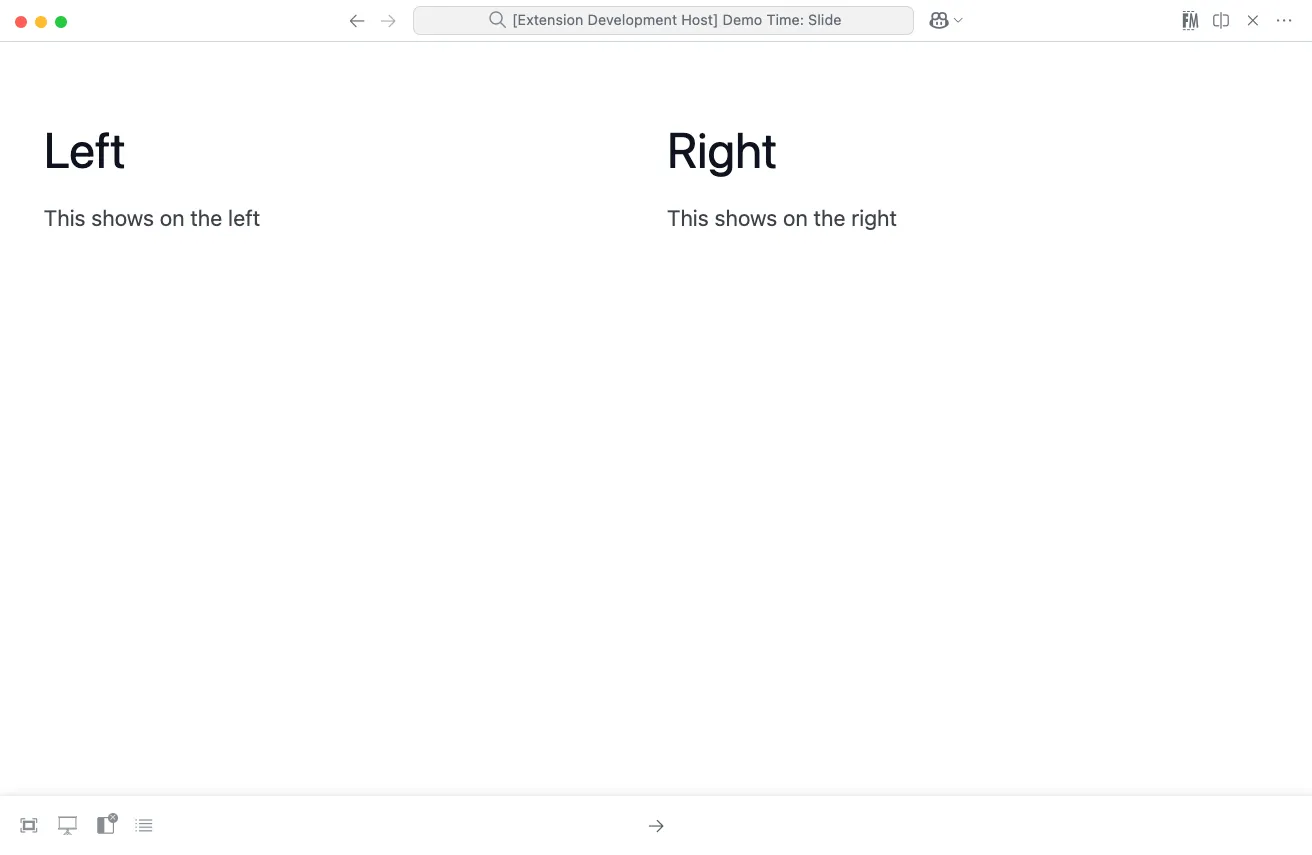 [Extension Development Host] Demo Time: Slide
FM
Left
This shows on the left
Right
This shows on the right